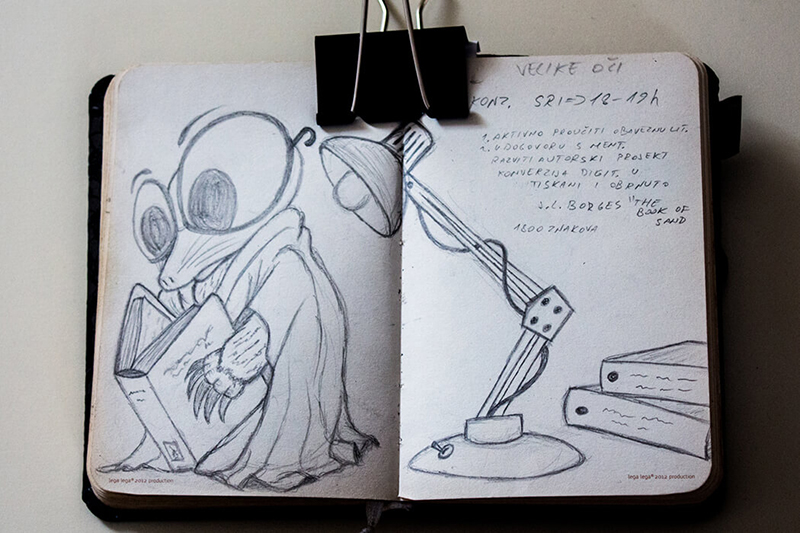 VELIKE OČI
KONZ. SRI => 18-19h
1. AKTIVNO PROUČITI OBAVEZNU LIT.
2. U DOGOVORU S MENT.
RAZVITI AUTORSKI PROJEKT
KONVERZIJA DIGIT. U
TISKANI I OBRNUTO
J.L. BORGES "THE
BOOK OF
SAND
1800 ZNAKOVA
lega lega® 2012 production
lega lega® 2012 production